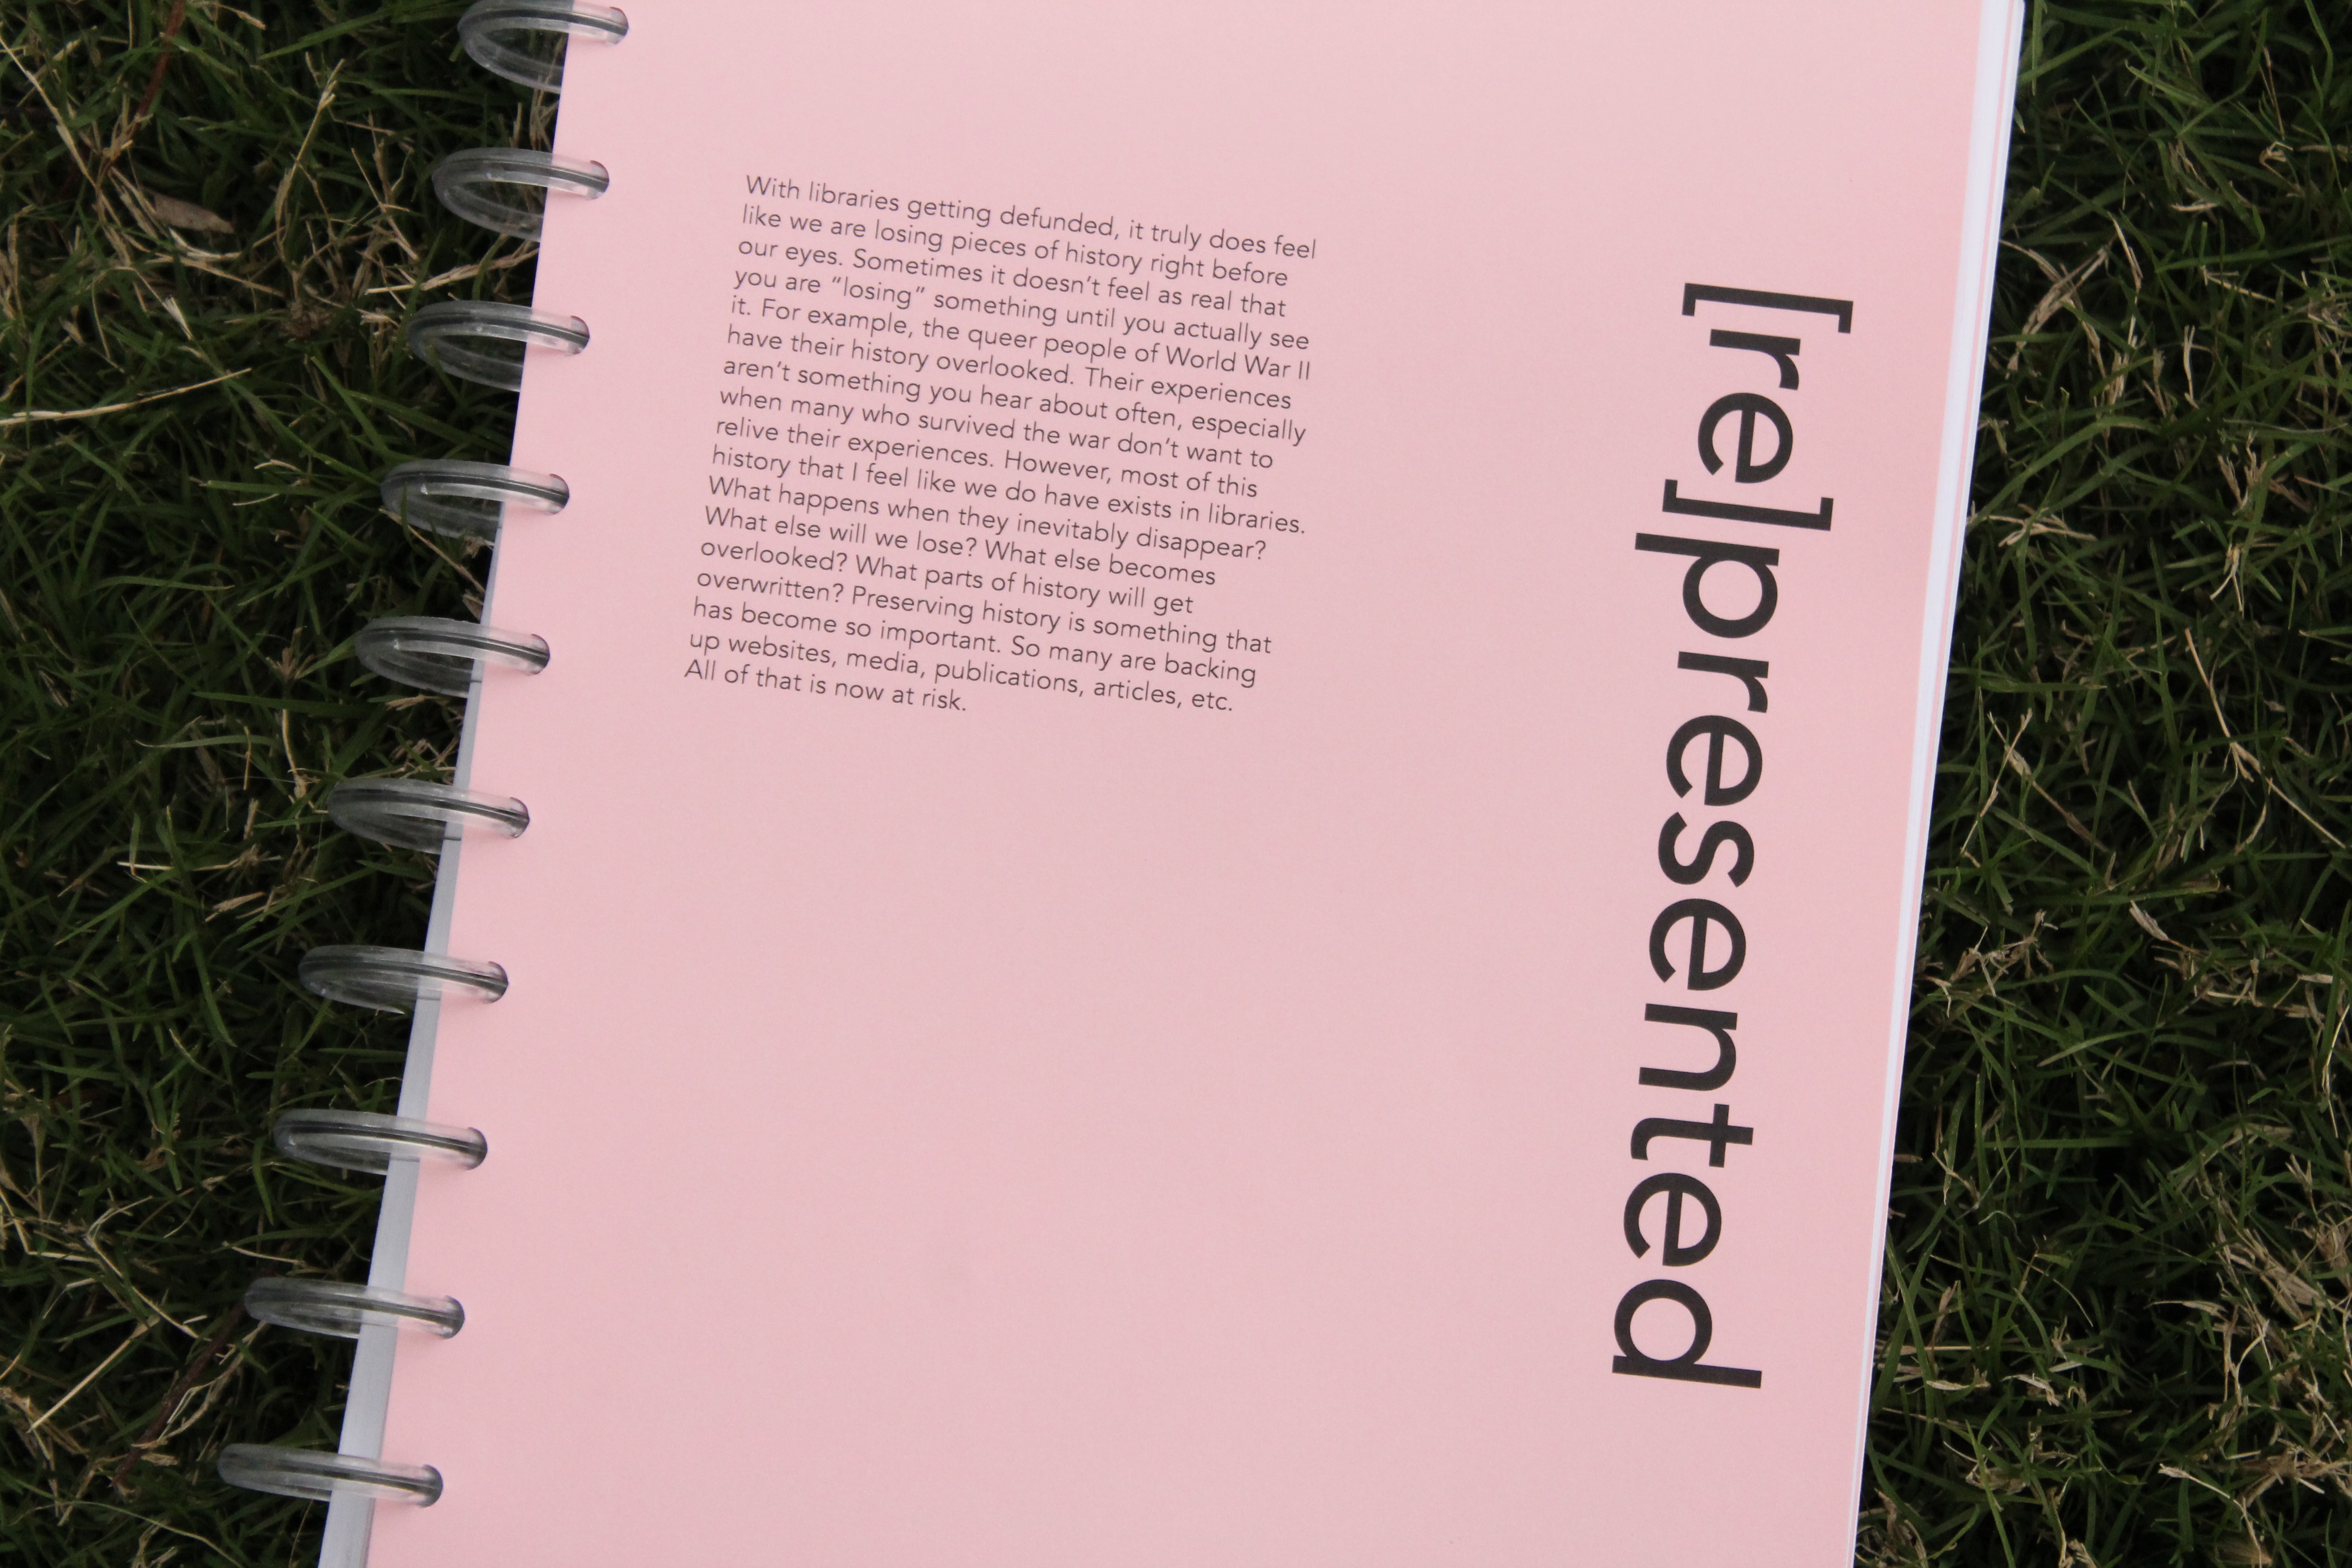 With libraries getting defunded, it truly does feel
like we are losing pieces of history right before
our eyes. Sometimes it doesn't feel as real that
you are “losing” something until you actually see
it. For example, the queer people of World War II
have their history overlooked. Their experiences
aren't something you hear about often, especially
when many who survived the war don't want to
relive their experiences. However, most of this
history that I feel like we do have exists in libraries.
What happens when they inevitably disappear?
What else will we lose? What else becomes
overlooked? What parts of history will get
overwritten? Preserving history is something that
has become so important. So many are backing
up websites, media, publications, articles, etc.
All of that is now at risk.
[re]presented